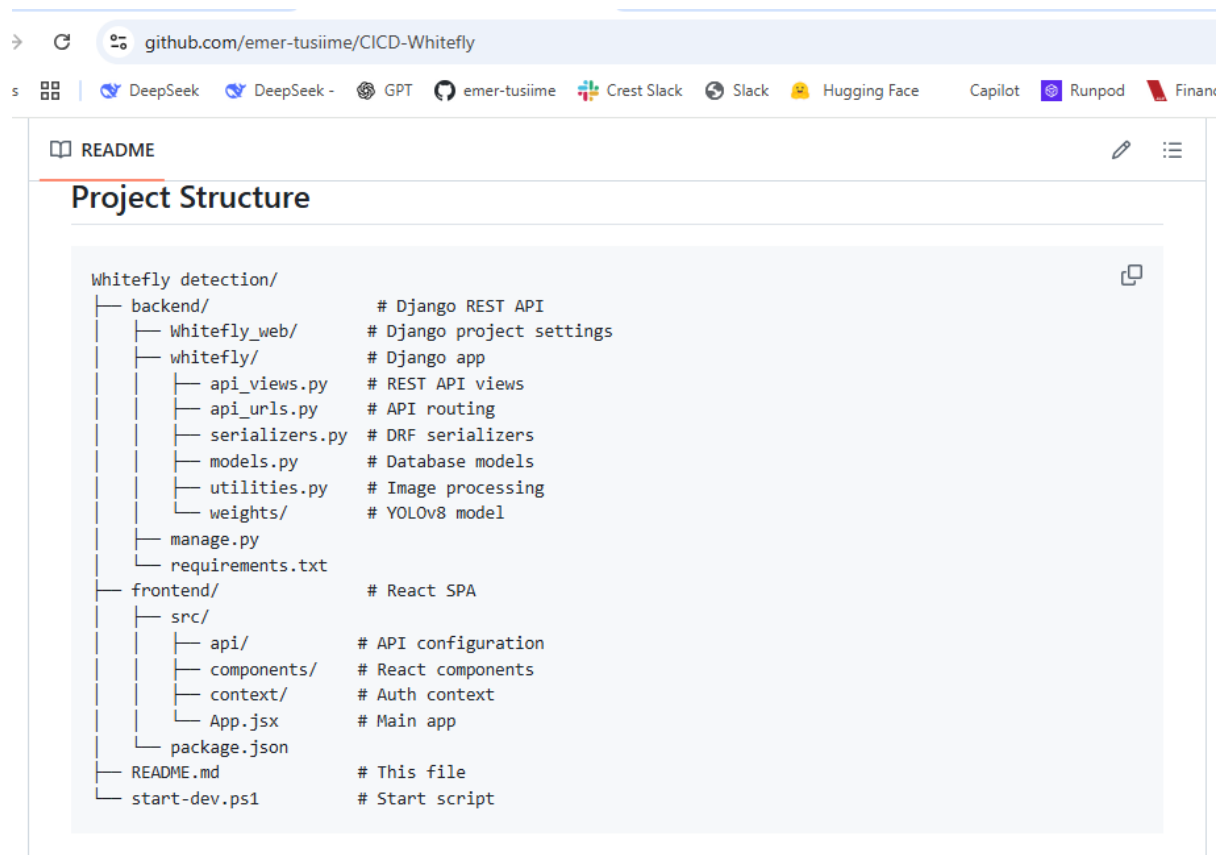 github.com/emer-tusiime/CICD-Whitefly
s DeepSeek DeepSeek - GPT emer-tusiime Crest Slack Slack Hugging Face Capilot Runpod Financ
README
Project Structure
Whitefly detection/
├── backend/ # Django REST API
│ ├── Whitefly_web/ # Django project settings
│ ├── whitefly/ # Django app
│ │ ├── api_views.py # REST API views
│ │ ├── api_urls.py # API routing
│ │ ├── serializers.py # DRF serializers
│ │ ├── models.py # Database models
│ │ ├── utilities.py # Image processing
│ │ └── weights/ # YOLOv8 model
│ ├── manage.py
│ └── requirements.txt
├── frontend/ # React SPA
│ ├── src/
│ │ ├── api/ # API configuration
│ │ ├── components/ # React components
│ │ ├── context/ # Auth context
│ │ └── App.jsx # Main app
│ └── package.json
├── README.md # This file
└── start-dev.ps1 # Start script